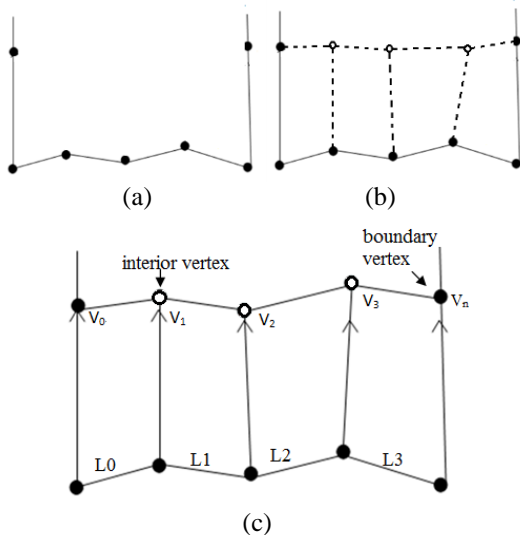 (a)
(b)
interior vertex
boundary
vertex
V₀
V₁
V₂
V₃
Vₙ
L0
L1
L2
L3
(c)